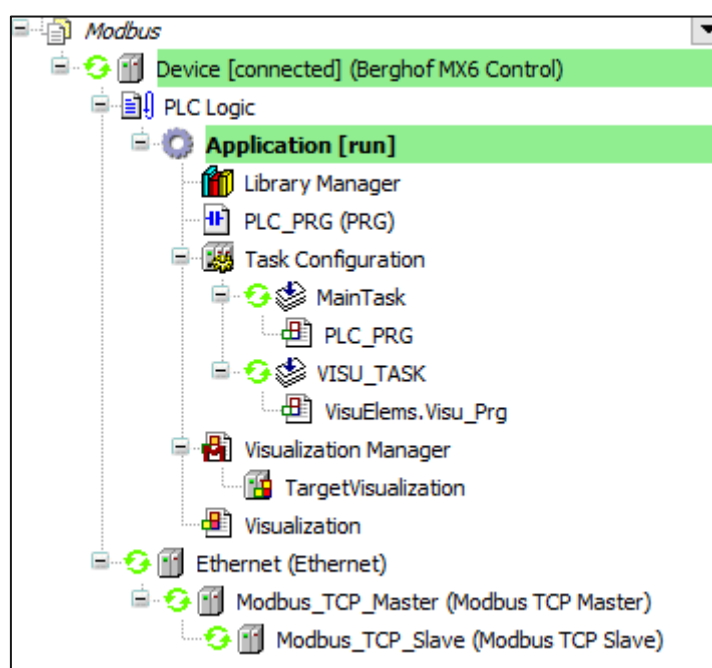 Modbus
Device [connected] (Berghof MX6 Control)
PLC Logic
Application [run]
Library Manager
PLC_PRG (PRG)
Task Configuration
MainTask
PLC_PRG
VISU_TASK
VisuElems.Visu_Prg
Visualization Manager
TargetVisualization
Visualization
Ethernet (Ethernet)
Modbus_TCP_Master (Modbus TCP Master)
Modbus_TCP_Slave (Modbus TCP Slave)